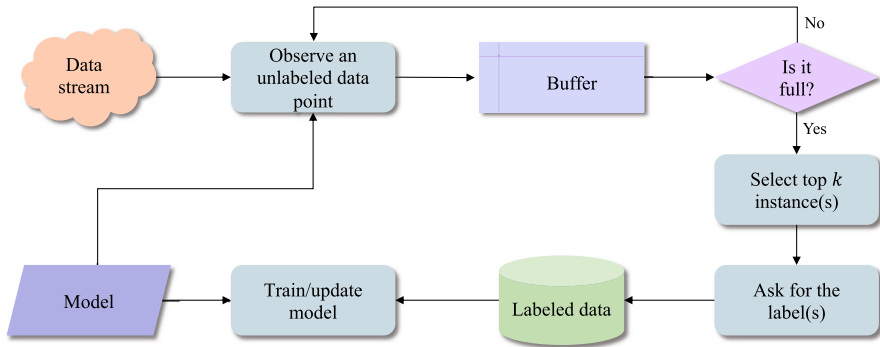 No
Data
stream
Observe an
unlabeled data
point
Buffer
Is it
full?
Yes
Select top k
instance(s)
Model
Train/update
model
Labeled data
Ask for the
label(s)